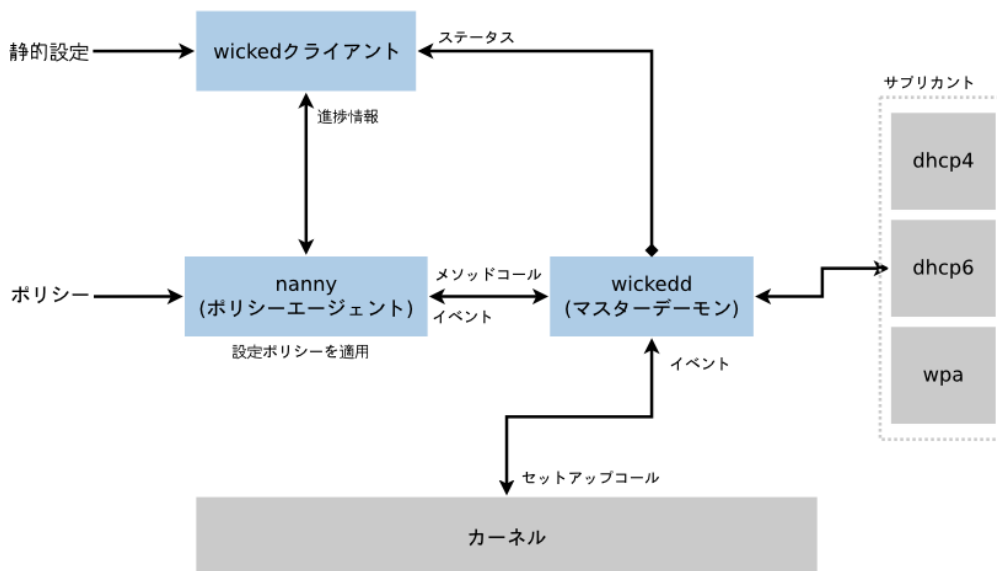 静的設定
wickedクライアント
ステータス
サプリカント
進捗情報
dhcp4
ポリシー
nanny
(ポリシーエージェント)
メソッドコール
イベント
wickedd
(マスターデーモン)
dhcp6
設定ポリシーを適用
イベント
wpa
セットアップコール
カーネル